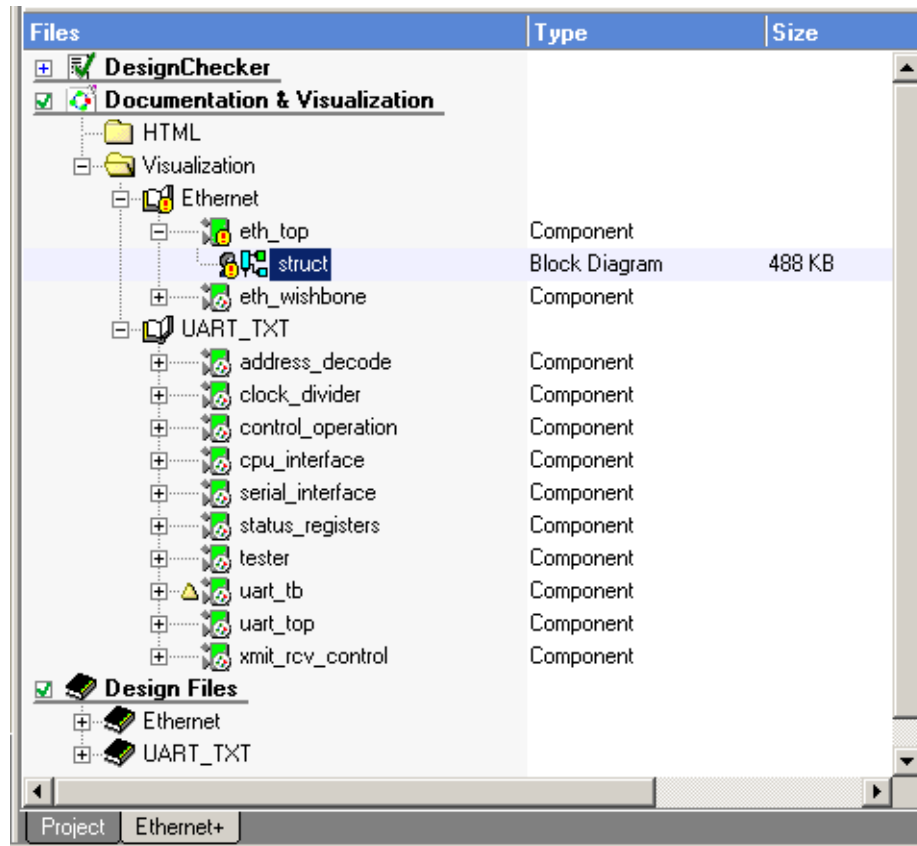 Files Type Size
DesignChecker
Documentation & Visualization
HTML
Visualization
Ethernet
eth_top Component
struct Block Diagram 488 KB
eth_wishbone Component
UART_TXT
address_decode Component
clock_divider Component
control_operation Component
cpu_interface Component
serial_interface Component
status_registers Component
tester Component
uart_tb Component
uart_top Component
xmit_rcv_control Component
Design Files
Ethernet
UART_TXT
Project Ethernet+